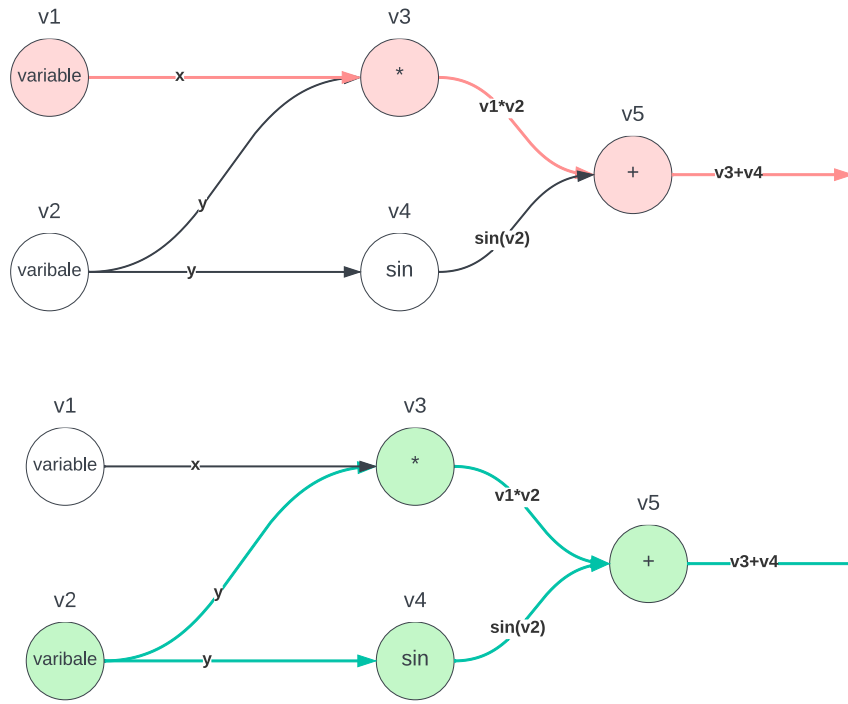 v1
v3
variable
x
*
v1*v2
v5
+
v3+v4
y
v2
v4
varibale
y
sin
sin(v2)
v1
v3
variable
x
*
v1*v2
v5
+
v3+v4
y
v2
v4
varibale
y
sin
sin(v2)